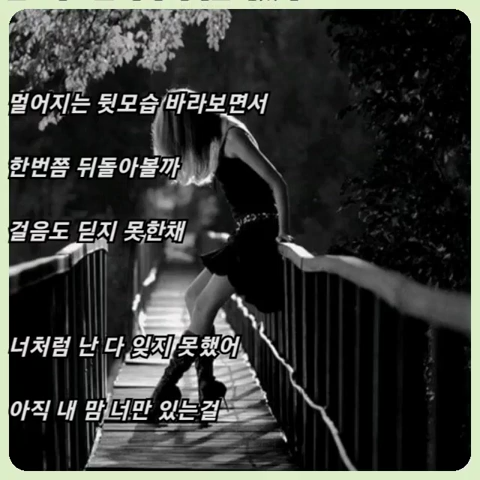 멀어지는 뒷모습 바라보면서
한번쯤 뒤돌아볼까
걸음도 딛지 못한채
너처럼 난 다 잊지 못했어
아직 내 맘 너만 있는걸